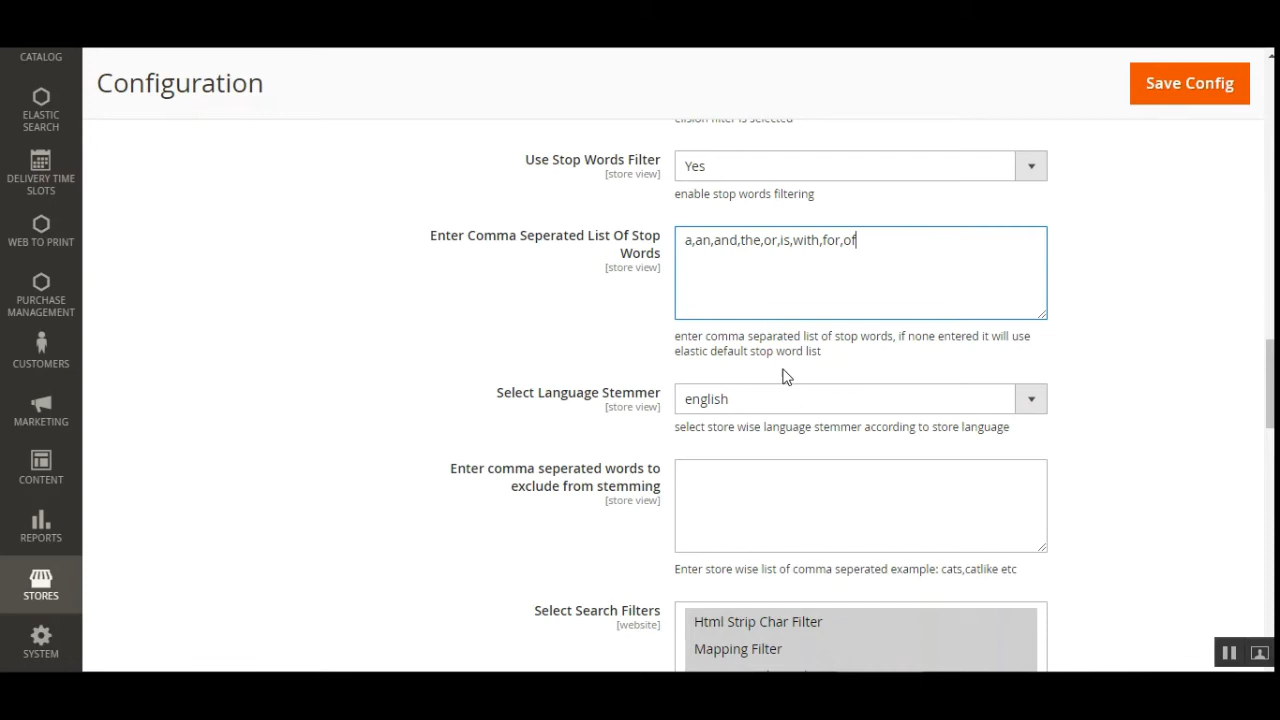 CATALOG
Configuration
Save Config
ELASTIC
SEARCH
elision filter is selected
Use Stop Words Filter
[store view]
Yes
enable stop words filtering
DELIVERY TIME
SLOTS
Enter Comma Seperated List Of Stop
Words
[store view]
a,an,and,the,or,is,with,for,of
WEB TO PRINT
PURCHASE
MANAGEMENT
enter comma separated list of stop words, if none entered it will use
elastic default stop word list
CUSTOMERS
Select Language Stemmer
[store view]
english
select store wise language stemmer according to store language
MARKETING
Enter comma seperated words to
exclude from stemming
[store view]
CONTENT
REPORTS
Enter store wise list of comma seperated example: cats,catlike etc
STORES
Select Search Filters
[website]
Html Strip Char Filter
Mapping Filter
SYSTEM